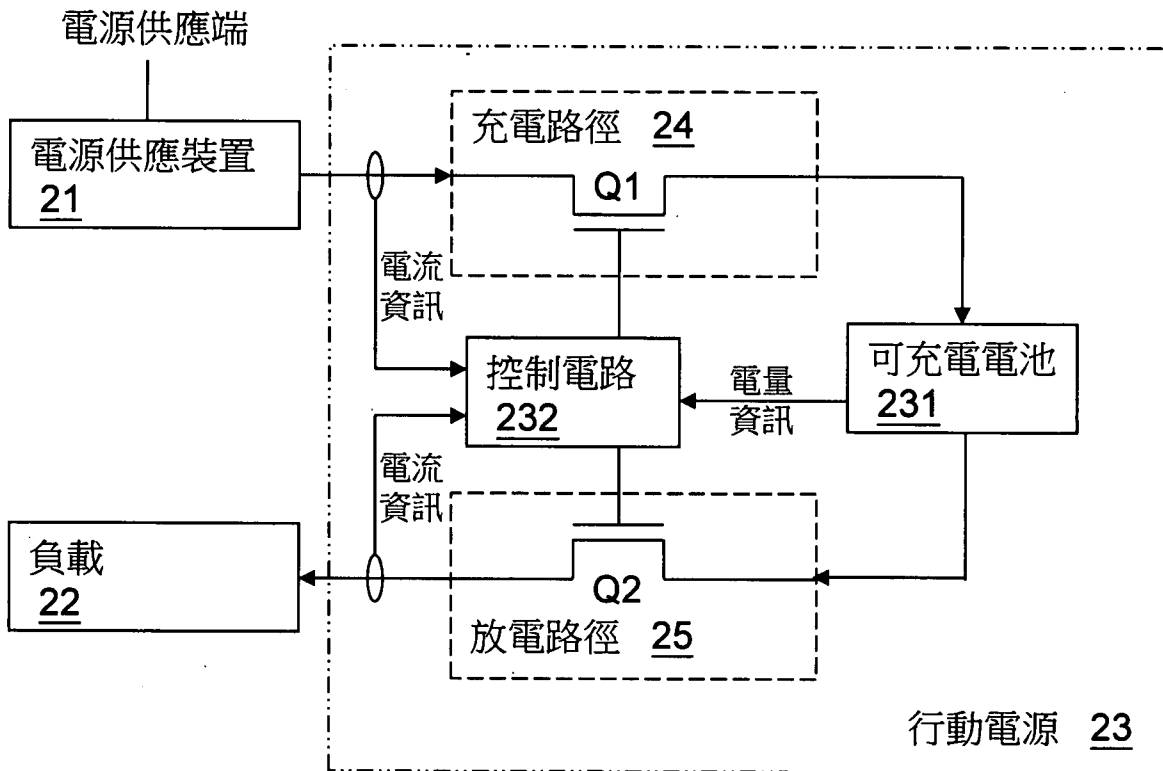 電源供應端
電源供應裝置
21
充電路徑 24
Q1
電流
資訊
控制電路
232
電量
資訊
可充電電池
231
電流
資訊
負載
22
Q2
放電路徑 25
行動電源 23